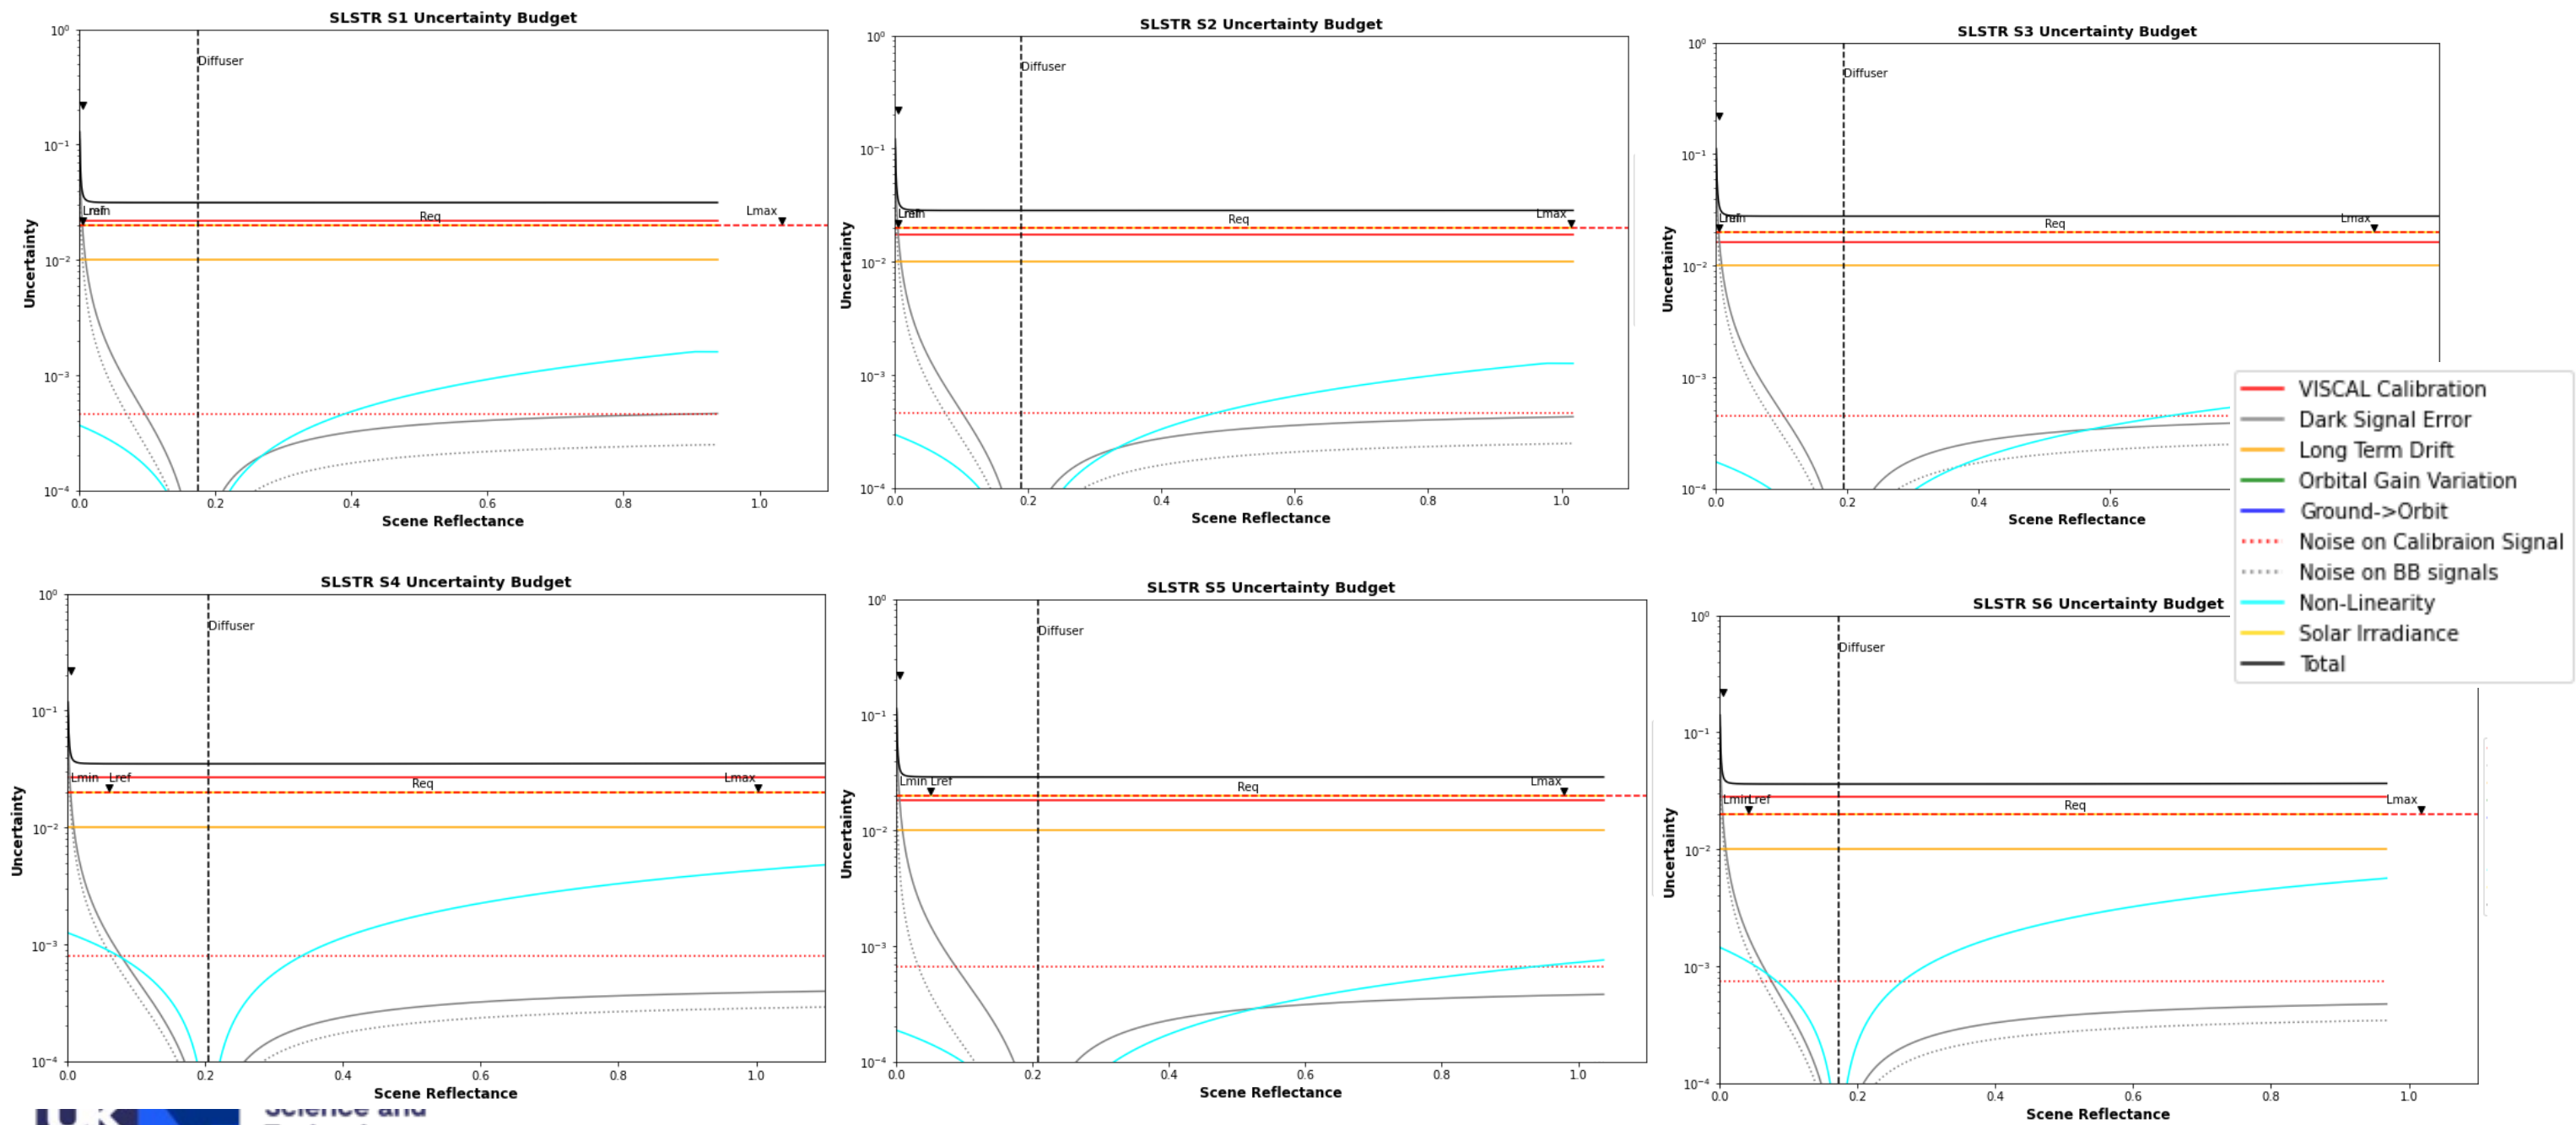 SLSTR S1 Uncertainty Budget
10⁰
10⁻¹
10⁻²
10⁻³
10⁻⁴
Uncertainty
Diffuser
Req
Lmax
0.0 0.2 0.4 0.6 0.8 1.0
Scene Reflectance
SLSTR S2 Uncertainty Budget
10⁰
10⁻¹
10⁻²
10⁻³
10⁻⁴
Uncertainty
Diffuser
Req
Lmax
0.0 0.2 0.4 0.6 0.8 1.0
Scene Reflectance
SLSTR S3 Uncertainty Budget
10⁰
10⁻¹
10⁻²
10⁻³
10⁻⁴
Uncertainty
Diffuser
Req
Lmax
0.0 0.2 0.4 0.6
Scene Reflectance
VISCAL Calibration
Dark Signal Error
Long Term Drift
Orbital Gain Variation
Ground->Orbit
Noise on Calibraion Signal
Noise on BB signals
Non-Linearity
Solar Irradiance
Total
SLSTR S4 Uncertainty Budget
10⁰
10⁻¹
10⁻²
10⁻³
10⁻⁴
Uncertainty
Diffuser
Lmin Lref
Req
Lmax
0.0 0.2 0.4 0.6 0.8 1.0
Scene Reflectance
SLSTR S5 Uncertainty Budget
10⁰
10⁻¹
10⁻²
10⁻³
10⁻⁴
Uncertainty
Diffuser
Lmin Lref
Req
Lmax
0.0 0.2 0.4 0.6 0.8 1.0
Scene Reflectance
SLSTR S6 Uncertainty Budget
10⁰
10⁻¹
10⁻²
10⁻³
10⁻⁴
Uncertainty
Diffuser
Lmin Lref
Req
Lmax
0.0 0.2 0.4 0.6 0.8 1.0
Scene Reflectance
UK
Science and